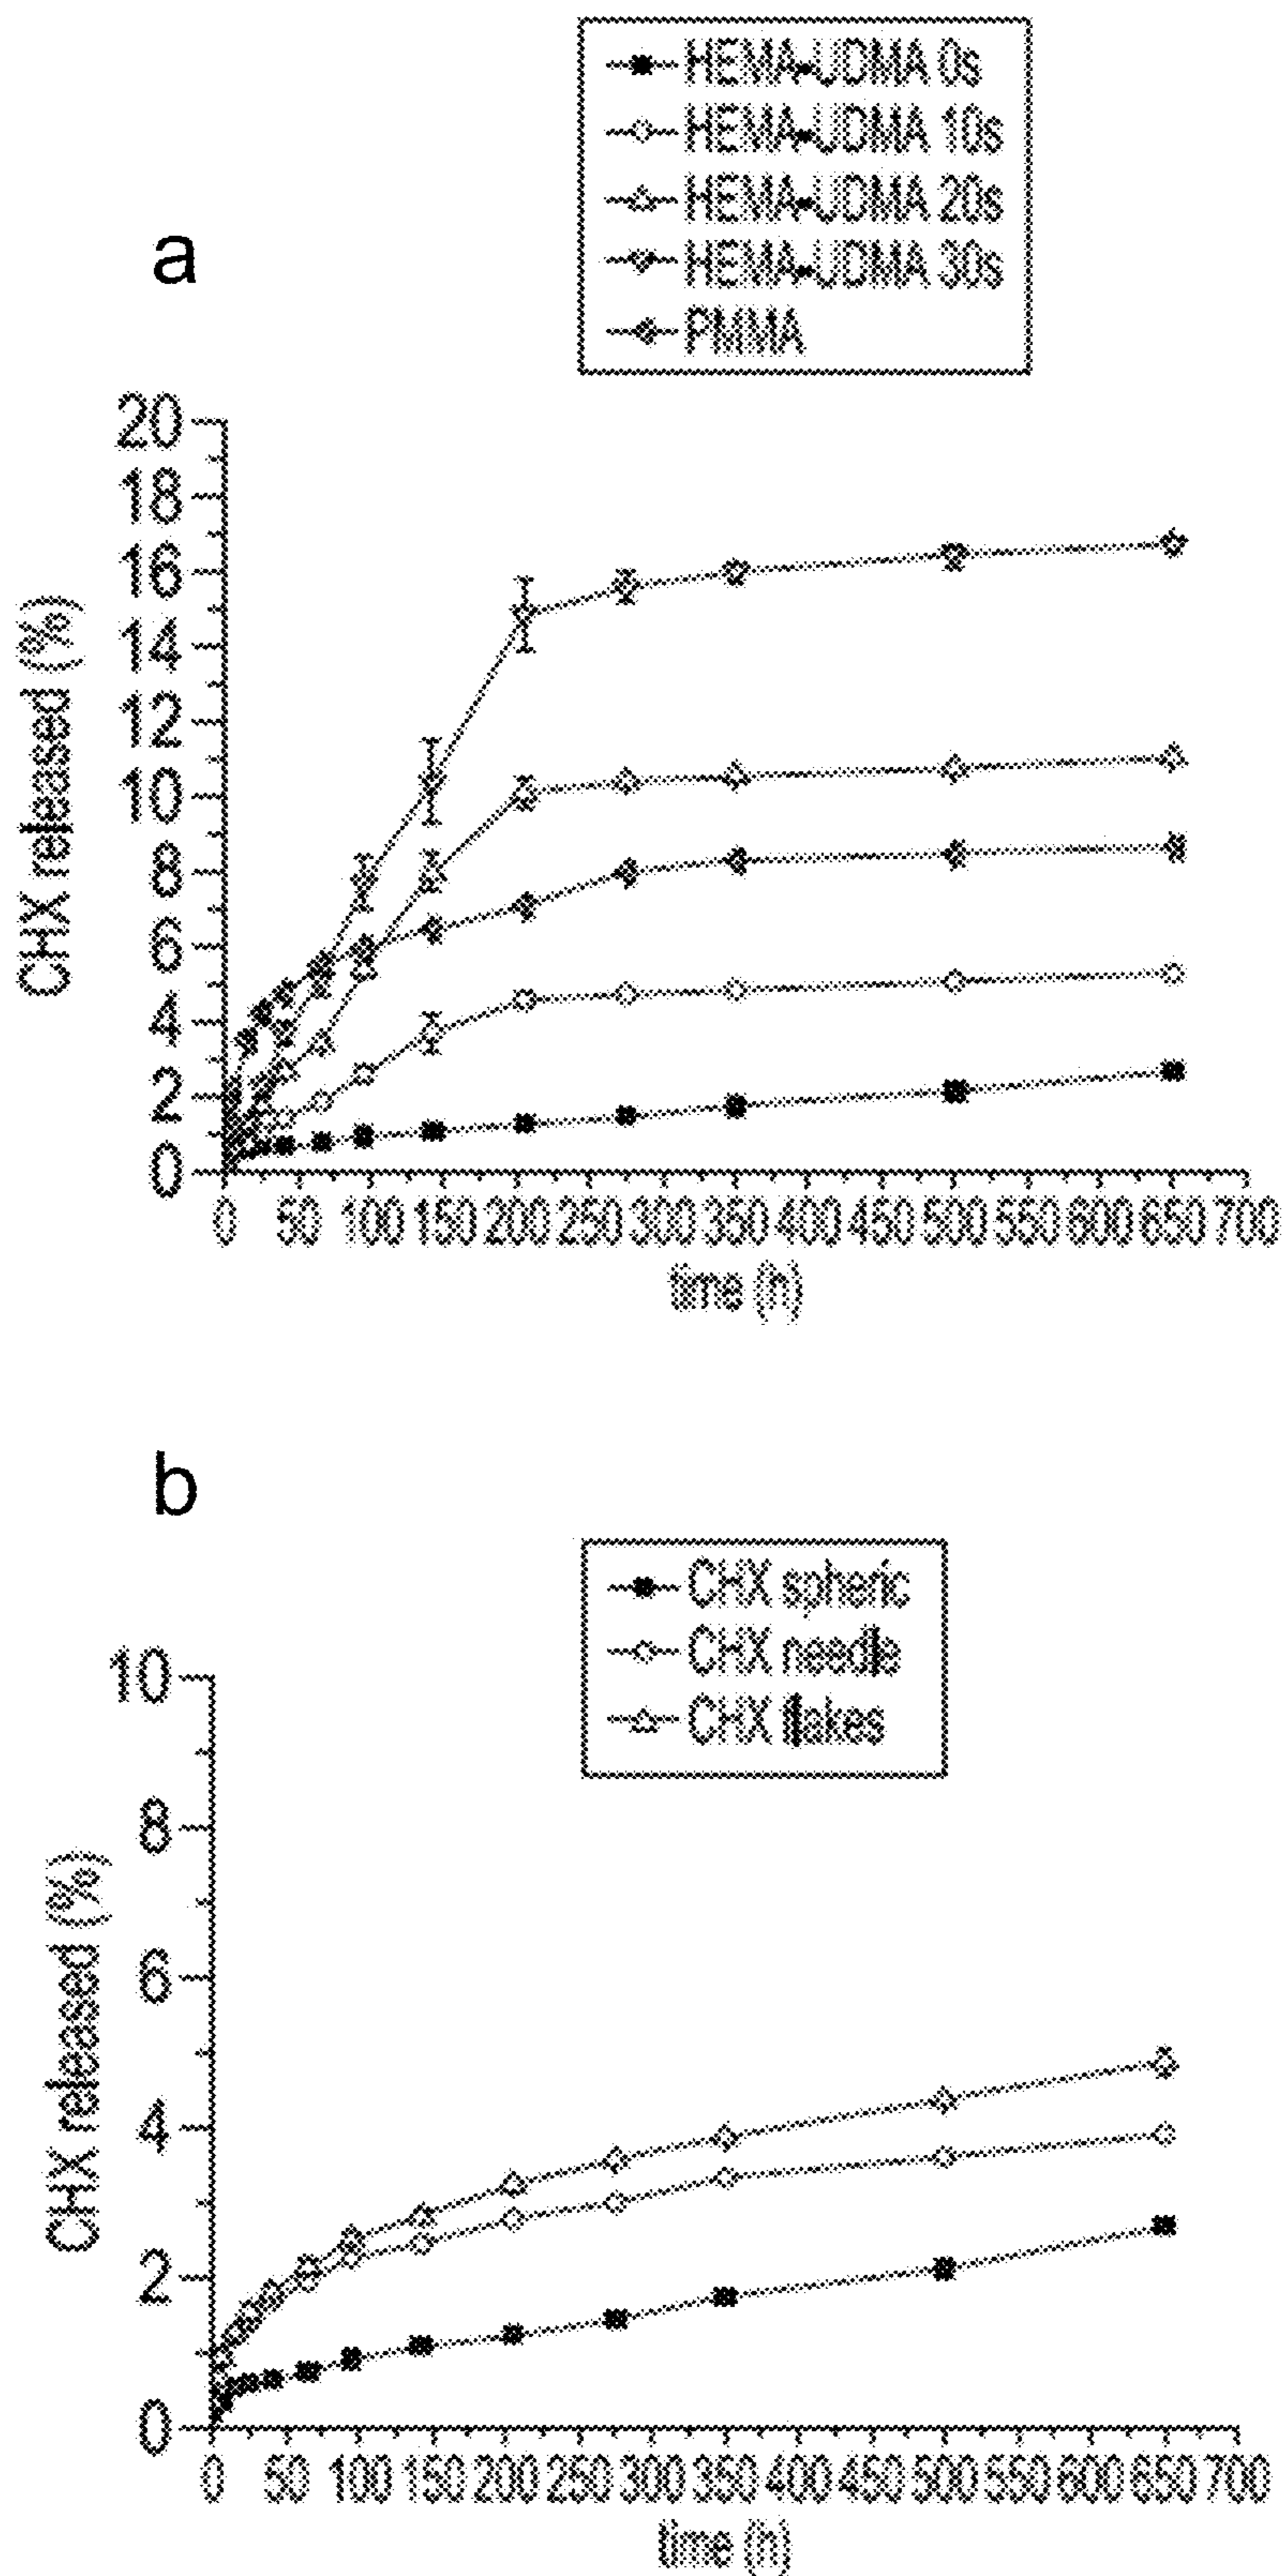 HEMA-UDMA 0s
HEMA-UDMA 10s
HEMA-UDMA 20s
HEMA-UDMA 30s
PMMA
a
20
18
16
14
12
10
8
6
4
2
0
CHX released (%)
0 50 100 150 200 250 300 350 400 450 500 550 600 650 700
time (h)
b
CHX spheric
CHX needle
CHX flakes
10
8
6
4
2
0
CHX released (%)
0 50 100 150 200 250 300 350 400 450 500 550 600 650 700
time (h)